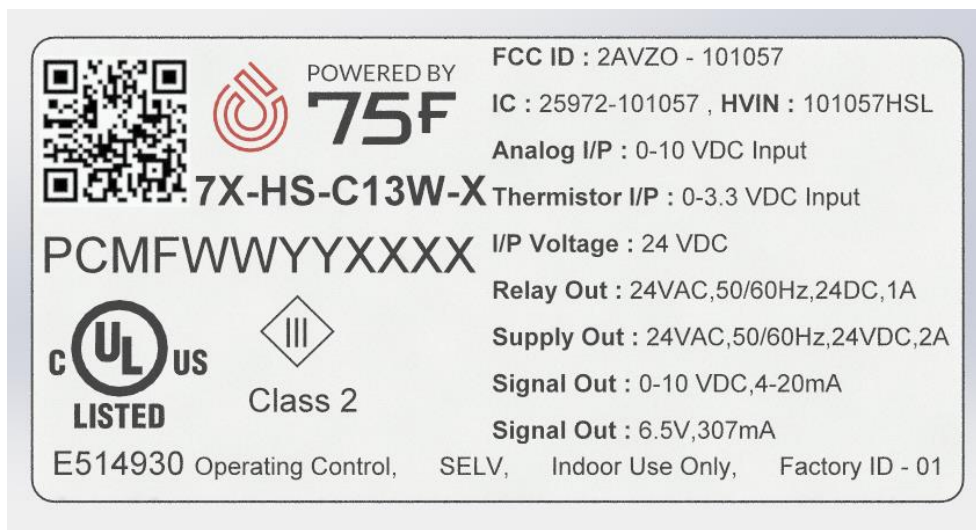 POWERED BY
75F
7X-HS-C13W-X
PCMFWWYYXXXX
C UL US
LISTED
III
Class 2
FCC ID : 2AVZO - 101057
IC : 25972-101057 , HVIN : 101057HSL
Analog I/P : 0-10 VDC Input
Thermistor I/P : 0-3.3 VDC Input
I/P Voltage : 24 VDC
Relay Out : 24VAC,50/60Hz,24DC,1A
Supply Out : 24VAC,50/60Hz,24VDC,2A
Signal Out : 0-10 VDC,4-20mA
Signal Out : 6.5V,307mA
E514930 Operating Control, SELV, Indoor Use Only, Factory ID - 01